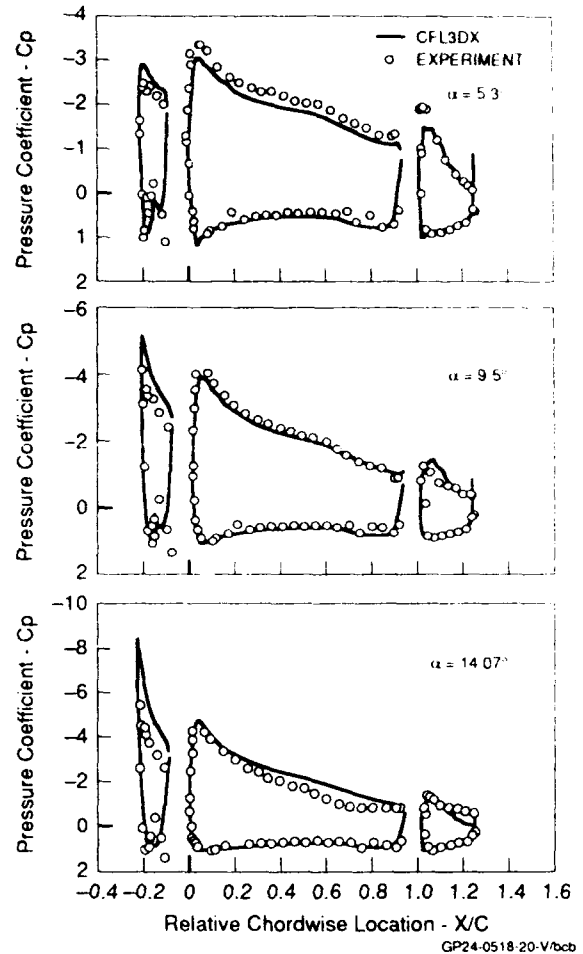 −4
−3
−2
−1
0
1
2
Pressure Coefficient - Cp
CFL3DX
EXPERIMENT
α = 5.3
−6
−4
−2
0
2
Pressure Coefficient - Cp
α = 9.5°
−10
−8
−6
−4
−2
0
2
Pressure Coefficient - Cp
α = 14.07°
−0.4 −0.2 0 0.2 0.4 0.6 0.8 1.0 1.2 1.4 1.6
Relative Chordwise Location - X/C
GP24-0518-20-V/bcb